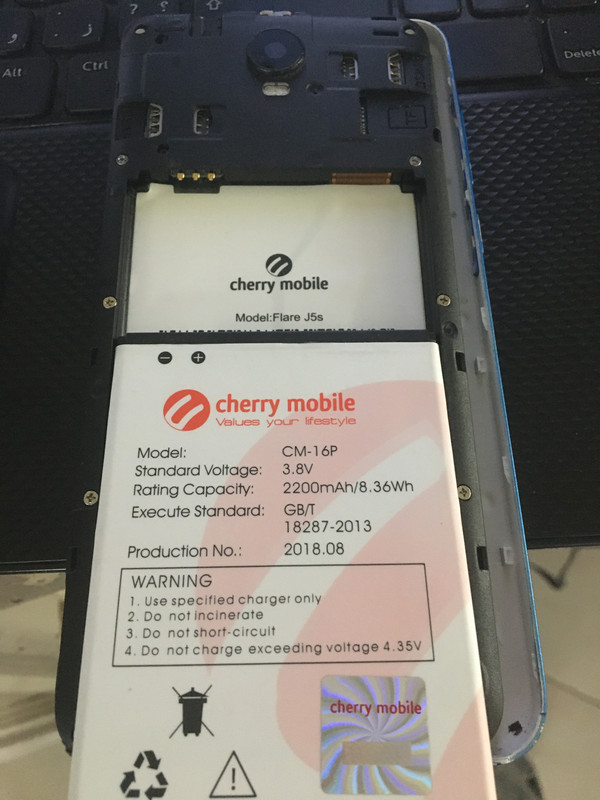 Alt
Ctrl
Delete
TF
cherry mobile
Model:Flare J5s
cherry mobile
Values your lifestyle
Model: CM-16P
Standard Voltage: 3.8V
Rating Capacity: 2200mAh/8.36Wh
Execute Standard: GB/T
18287-2013
Production No.: 2018.08
WARNING
1. Use specified charger only
2. Do not incinerate
3. Do not short-circuit
4. Do not charge exceeding voltage 4.35V
cherry mobile